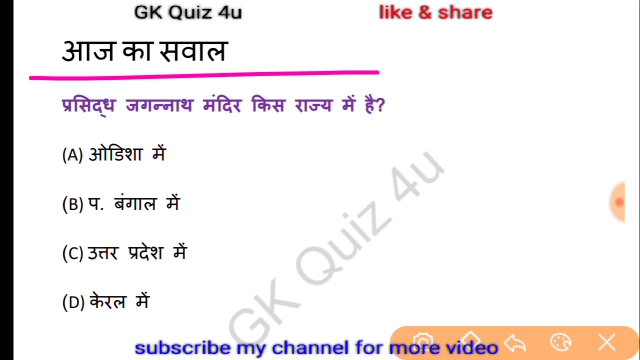 GK Quiz 4u like & share
आज का सवाल
प्रसिद्ध जगन्नाथ मंदिर किस राज्य में है?
(A) ओडिशा में
(B) प. बंगाल में
(C) उत्तर प्रदेश में
(D) केरल में
GK Quiz 4u
subscribe my channel for more video